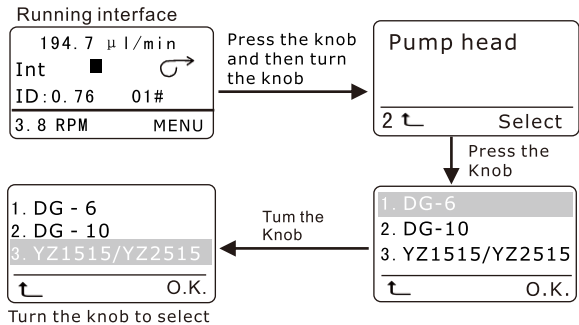 Running interface
194.7 μl/min
Int
ID:0.76 01#
3.8 RPM MENU
Press the knob
and then turn
the knob
Pump head
2 Select
Press the
Knob
1. DG-6
2. DG-10
3. YZ1515/YZ2515
O.K.
Tum the
Knob
1. DG - 6
2. DG - 10
3. YZ1515/YZ2515
O.K.
Turn the knob to select